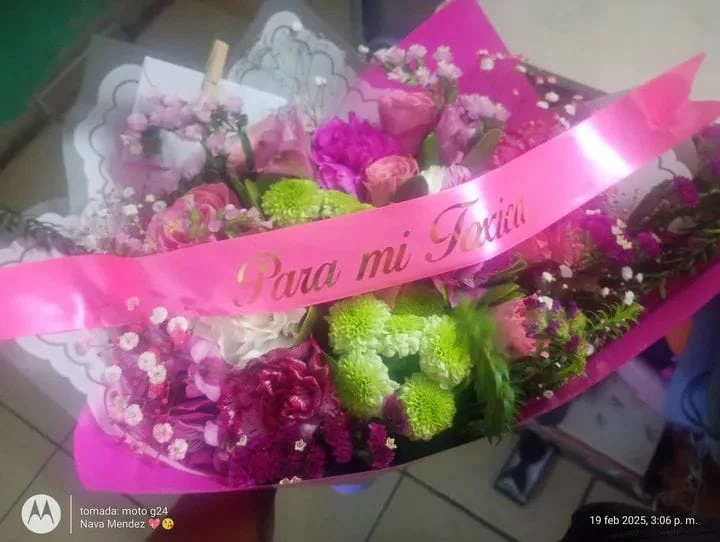 Para mi Toxica
tomada: moto g24
Nava Mendez 💖😘
19 feb 2025, 3:06 p. m.